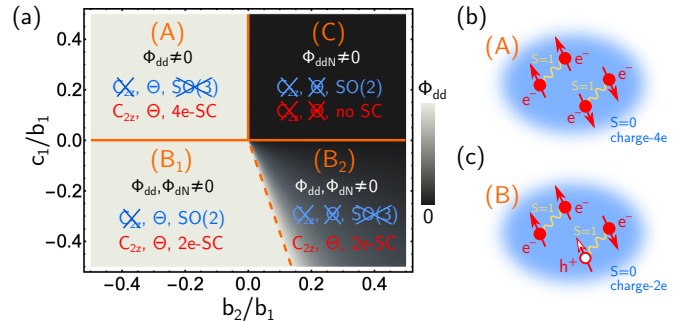 (a)
(A)
Φdd≠0
C2z, Θ, SO(3)
C2z, Θ, 4e-SC
(C)
ΦddN≠0
C2z, Θ, SO(2)
C2z, Θ, no SC
(B1)
Φdd,ΦdN≠0
C2z, Θ, SO(2)
C2z, Θ, 2e-SC
(B2)
Φdd,ΦdN≠0
C2z, Θ, SO(3)
C2z, Θ, 2e-SC
0.4
0.2
0.0
-0.2
-0.4
c1/b1
-0.4 -0.2 0.0 0.2 0.4
b2/b1
Φdd
0
(b)
(A)
S=1
e-
e-
S=1
e-
e-
S=0
charge-4e
(c)
(B)
S=1
e-
e-
S=1
e-
h+
S=0
charge-2e